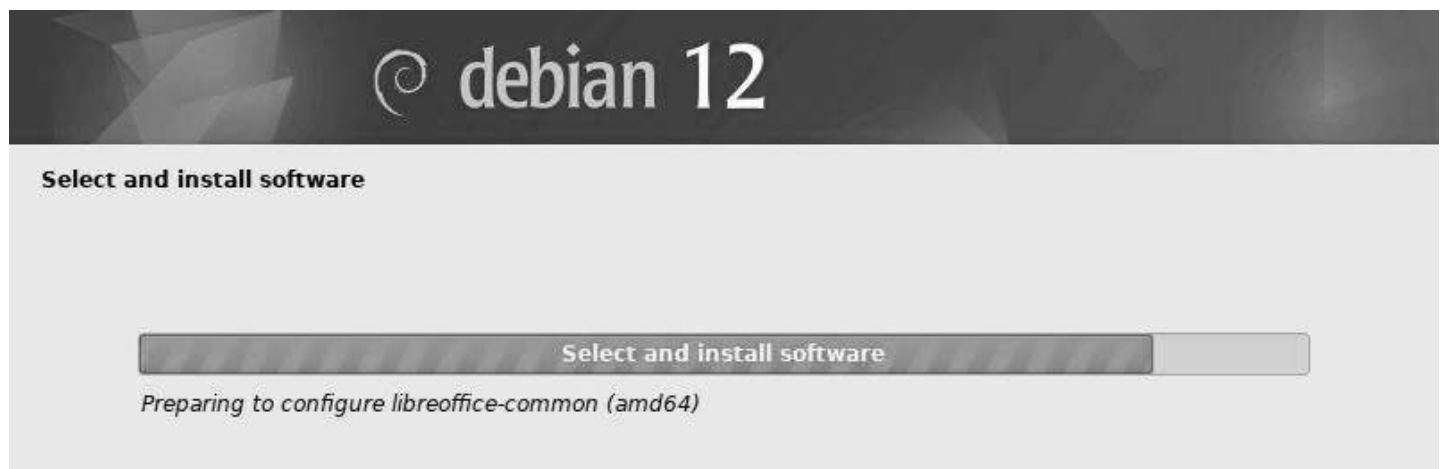 debian 12
Select and install software
Select and install software
Preparing to configure libreoffice-common (amd64)